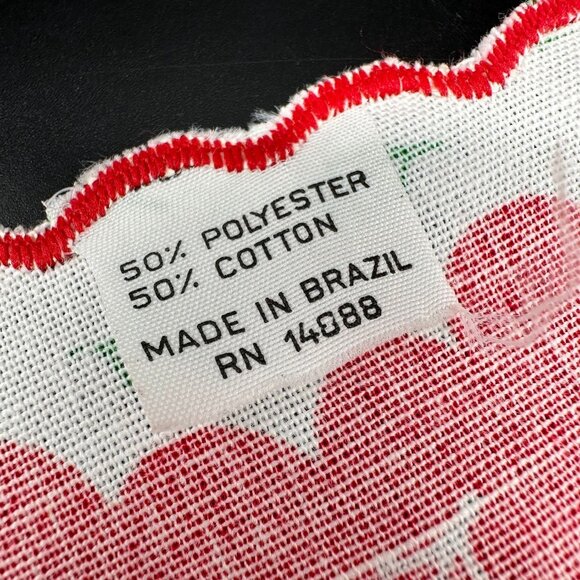 50% POLYESTER
50% COTTON
MADE IN BRAZIL
RN 14088